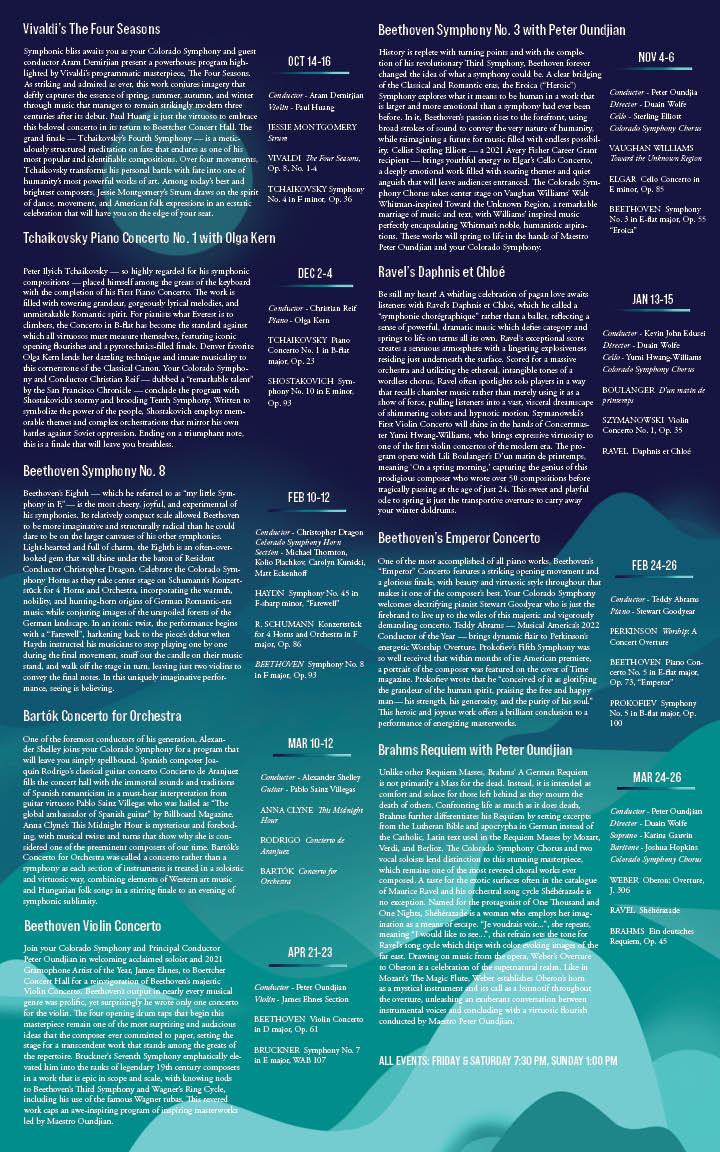 Vivaldi's The Four Seasons
Symphonic bliss awaits you as your Colorado Symphony and guest
conductor Aram Demirjian present a powerhouse program high-
lighted by Vivaldi's programmatic masterpiece, The Four Seasons.
As striking and admired as ever, this work conjures imagery that
deftly captures the essence of spring, summer, autumn, and winter
through music that manages to remain strikingly modern three
centuries after its debut. Paul Huang is just the virtuoso to embrace
this beloved concerto in its return to Boettcher Concert Hall. The
grand finale — Tchaikovsky's Fourth Symphony — is a metic-
ulously structured meditation on fate that endures as one of his
most popular and identifiable compositions. Over four movements,
Tchaikovsky transforms his personal battle with fate into one of
humanity's most powerful works of art. Among today's best and
brightest composers, Jessie Montgomery's Strum draws on the spirit
of dance, movement, and American folk expressions in an ecstatic
celebration that will have you on the edge of your seat.
OCT 14-16
Conductor - Aram Demirjian
Violin - Paul Huang
JESSIE MONTGOMERY
Strum
VIVALDI The Four Seasons,
Op. 8, No. 1-4
TCHAIKOVSKY Symphony
No. 4 in F minor, Op. 36
Tchaikovsky Piano Concerto No. 1 with Olga Kern
Peter Ilyich Tchaikovsky — so highly regarded for his symphonic
compositions — placed himself among the greats of the keyboard
with the completion of his First Piano Concerto. The work is
filled with towering grandeur, gorgeously lyrical melodies, and
unmistakable Romantic spirit. For pianists what Everest is to
climbers, the Concerto in B-flat has become the standard against
which all virtuosos must measure themselves, featuring iconic
opening flourishes and a pyrotechnics-filled finale. Denver favorite
Olga Kern lends her dazzling technique and innate musicality to
this cornerstone of the Classical Canon. Your Colorado Sympho-
ny and Conductor Christian Reif — dubbed a "remarkable talent"
by the San Francisco Chronicle — conclude the program with
Shostakovich's stormy and brooding Tenth Symphony. Written to
symbolize the power of the people, Shostakovich employs mem-
orable themes and complex orchestrations that mirror his own
battles against Soviet oppression. Ending on a triumphant note,
this is a finale that will leave you breathless.
DEC 2-4
Conductor - Christian Reif
Piano - Olga Kern
TCHAIKOVSKY Piano
Concerto No. 1 in B-flat
major, Op. 23
SHOSTAKOVICH Sym-
phony No. 10 in E minor,
Op. 93
Beethoven Symphony No. 8
Beethoven's Eighth — which he referred to as "my little Sym-
phony in F"— is the most cheery, joyful, and experimental of
his symphonies. Its relatively compact scale allowed Beethoven
to be more imaginative and structurally radical than he could
dare to be on the larger canvases of his other symphonies.
Light-hearted and full of charm, the Eighth is an often-over-
looked gem that will shine under the baton of Resident
Conductor Christopher Dragon. Celebrate the Colorado Sym-
phony Horns as they take center stage on Schumann's Konzert-
stück for 4 Horns and Orchestra, incorporating the warmth,
nobility, and hunting-horn origins of German Romantic-era
music while conjuring images of the unspoiled forests of the
German landscape. In an ironic twist, the performance begins
with a "Farewell", harkening back to the piece's debut when
Haydn instructed his musicians to stop playing one by one
during the final movement, snuff out the candle on their music
stand, and walk off the stage in turn, leaving just two violins to
convey the final notes. In this uniquely imaginative perfor-
mance, seeing is believing.
FEB 10-12
Conductor - Christopher Dragon
Colorado Symphony Horn
Section - Michael Thornton,
Kolio Plachkov, Carolyn Kunicki,
Matt Eckenhoff
HAYDN Symphony No. 45 in
F-sharp minor, "Farewell"
R. SCHUMANN Konzertstück
for 4 Horns and Orchestra in F
major, Op. 86
BEETHOVEN Symphony No. 8
in F major, Op. 93
Bartók Concerto for Orchestra
One of the foremost conductors of his generation, Alexan-
der Shelley joins your Colorado Symphony for a program that
will leave you simply spellbound. Spanish composer Joa-
quín Rodrigo's classical guitar concerto Concierto de Aranjuez
fills the concert hall with the immortal sounds and traditions
of Spanish romanticism in a must-hear interpretation from
guitar virtuoso Pablo Sáinz Villegas who was hailed as "The
global ambassador of Spanish guitar" by Billboard Magazine.
Anna Clyne's This Midnight Hour is mysterious and forebod-
ing, with musical twists and turns that show why she is con-
sidered one of the preeminent composers of our time. Bartók's
Concerto for Orchestra was called a concerto rather than a
symphony as each section of instruments is treated in a soloistic
and virtuosic way, combining elements of Western art music
and Hungarian folk songs in a stirring finale to an evening of
symphonic sublimity.
MAR 10-12
Conductor - Alexander Shelley
Guitar - Pablo Sáinz Villegas
ANNA CLYNE This Midnight
Hour
RODRIGO Concierto de
Aranjuez
BARTÓK Concerto for
Orchestra
Beethoven Violin Concerto
Join your Colorado Symphony and Principal Conductor
Peter Oundjian in welcoming acclaimed soloist and 2021
Gramophone Artist of the Year, James Ehnes, to Boettcher
Concert Hall for a reinvigoration of Beethoven's majestic
Violin Concerto. Beethoven's output in nearly every musical
genre was prolific, yet surprisingly he wrote only one concerto
for the violin. The four opening drum taps that begin this
masterpiece remain one of the most surprising and audacious
ideas that the composer ever committed to paper, setting the
stage for a transcendent work that stands among the greats of
the repertoire. Bruckner's Seventh Symphony emphatically ele-
vated him into the ranks of legendary 19th century composers
in a work that is epic in scope and scale, with knowing nods
to Beethoven's Third Symphony and Wagner's Ring Cycle,
including his use of the famous Wagner tubas. This revered
work caps an awe-inspiring program of inspiring masterworks
led by Maestro Oundjian.
APR 21-23
Conductor - Peter Oundjian
Violin - James Ehnes Section
BEETHOVEN Violin Concerto
in D major, Op. 61
BRUCKNER Symphony No. 7
in E major, WAB 107
Beethoven Symphony No. 3 with Peter Oundjian
History is replete with turning points and with the comple-
tion of his revolutionary Third Symphony, Beethoven forever
changed the idea of what a symphony could be. A clear bridging
of the Classical and Romantic eras, the Eroica ("Heroic")
Symphony explores what it means to be human in a work that
is larger and more emotional than a symphony had ever been
before. In it, Beethoven's passion rises to the forefront, using
broad strokes of sound to convey the very nature of humanity,
while reimagining a future for music filled with endless possibil-
ity. Cellist Sterling Elliott — a 2021 Avery Fisher Career Grant
recipient — brings youthful energy to Elgar's Cello Concerto,
a deeply emotional work filled with soaring themes and quiet
anguish that will leave audiences entranced. The Colorado Sym-
phony Chorus takes center stage on Vaughan Williams' Walt
Whitman-inspired Toward the Unknown Region, a remarkable
marriage of music and text, with Williams' inspired music
perfectly encapsulating Whitman's noble, humanistic aspira-
tions. These works will spring to life in the hands of Maestro
Peter Oundjian and your Colorado Symphony.
NOV 4-6
Conductor - Peter Oundjia
Director - Duain Wolfe
Cello - Sterling Elliott
Colorado Symphony Chorus
VAUGHAN WILLIAMS
Toward the Unknown Region
ELGAR Cello Concerto in
E minor, Op. 85
BEETHOVEN Symphony
No. 3 in E-flat major, Op. 55
"Eroica"
Ravel's Daphnis et Chloé
Be still my heart! A whirling celebration of pagan love awaits
listeners with Ravel's Daphnis et Chloé, which he called a
"symphonie chorégraphique" rather than a ballet, reflecting a
sense of powerful, dramatic music which defies category and
springs to life on terms all its own. Ravel's exceptional score
creates a sensuous atmosphere with a lingering explosiveness
residing just underneath the surface. Scored for a massive
orchestra and utilizing the ethereal, intangible tones of a
wordless chorus, Ravel often spotlights solo players in a way
that recalls chamber music rather than merely using it as a
show of force, pulling listeners into a vast, visceral dreamscape
of shimmering colors and hypnotic motion. Szymanowski's
First Violin Concerto will shine in the hands of Concertmas-
ter Yumi Hwang-Williams, who brings expressive virtuosity to
one of the first violin concertos of the modern era. The pro-
gram opens with Lili Boulanger's D'un matin de printemps,
meaning 'On a spring morning,' capturing the genius of this
prodigious composer who wrote over 50 compositions before
tragically passing at the age of just 24. This sweet and playful
ode to spring is just the transportive overture to carry away
your winter doldrums.
JAN 13-15
Conductor - Kevin John Edusei
Director - Duain Wolfe
Cello - Yumi Hwang-Williams
Colorado Symphony Chorus
BOULANGER D'un matin de
printemps
SZYMANOWSKI Violin
Concerto No. 1, Op. 35
RAVEL Daphnis et Chloé
Beethoven's Emperor Concerto
One of the most accomplished of all piano works, Beethoven's
"Emperor" Concerto features a striking opening movement and
a glorious finale, with beauty and virtuosic style throughout that
makes it one of the composer's best. Your Colorado Symphony
welcomes electrifying pianist Stewart Goodyear who is just the
firebrand to live up to the wiles of this majestic and vigorously
demanding concerto. Teddy Abrams — Musical America's 2022
Conductor of the Year — brings dynamic flair to Perkinson's
energetic Worship Overture. Prokofiev's Fifth Symphony was
so well received that within months of its American premiere,
a portrait of the composer was featured on the cover of Time
magazine. Prokofiev wrote that he "conceived of it as glorifying
the grandeur of the human spirit, praising the free and happy
man— his strength, his generosity, and the purity of his soul."
This heroic and joyous work offers a brilliant conclusion to a
performance of energizing masterworks.
FEB 24-26
Conductor - Teddy Abrams
Piano - Stewart Goodyear
PERKINSON Worship: A
Concert Overture
BEETHOVEN Piano Con-
certo No. 5 in E-flat major,
Op. 73, "Emperor"
PROKOFIEV Symphony
No. 5 in B-flat major, Op.
100
Brahms Requiem with Peter Oundjian
Unlike other Requiem Masses, Brahms' A German Requiem
is not primarily a Mass for the dead. Instead, it is intended as
comfort and solace for those left behind as they mourn the
death of others. Confronting life as much as it does death,
Brahms further differentiates his Requiem by setting excerpts
from the Lutheran Bible and apocrypha in German instead of
the Catholic, Latin text used in the Requiem Masses by Mozart,
Verdi, and Berlioz. The Colorado Symphony Chorus and two
vocal soloists lend distinction to this stunning masterpiece,
which remains one of the most revered choral works ever
composed. A taste for the exotic surfaces often in the catalogue
of Maurice Ravel and his orchestral song cycle Shéhérazade is
no exception. Named for the protagonist of One Thousand and
One Nights, Shéhérazade is a woman who employs her imag-
ination as a means of escape. "Je voudrais voir...", she repeats,
meaning "I would like to see...", this refrain sets the tone for
Ravel's song cycle which drips with color evoking images of the
far east. Drawing on music from the opera, Weber's Overture
to Oberon is a celebration of the supernatural realm. Like in
Mozart's The Magic Flute, Weber establishes Oberon's horn
as a mystical instrument and its call as a leitmotif throughout
the overture, unleashing an exuberant conversation between
instrumental voices and concluding with a virtuosic flourish
conducted by Maestro Peter Oundjian.
MAR 24-26
Conductor - Peter Oundjian
Director - Duain Wolfe
Soprano - Karina Gauvin
Baritone - Joshua Hopkins
Colorado Symphony Chorus
WEBER Oberon: Overture,
J. 306
RAVEL Shéhérazade
BRAHMS Ein deutsches
Requiem, Op. 45
ALL EVENTS: FRIDAY & SATURDAY 7:30 PM, SUNDAY 1:00 PM